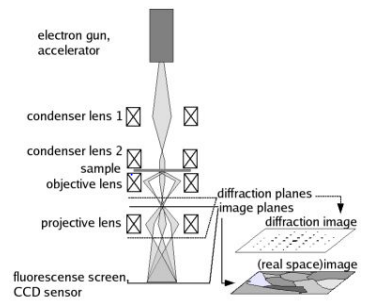 electron gun,
accelerator
condenser lens 1
condenser lens 2
sample
objective lens
diffraction planes
image planes
diffraction image
projective lens
(real space)image
fluorescense screen,
CCD sensor